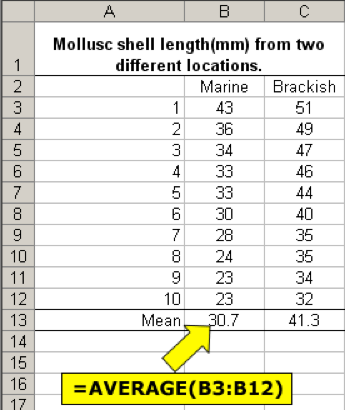 A B C
1 Mollusc shell length(mm) from two
different locations.
2 Marine Brackish
3 1 43 51
4 2 36 49
5 3 34 47
6 4 33 46
7 5 33 44
8 6 30 40
9 7 28 35
10 8 24 35
11 9 23 34
12 10 23 32
13 Mean 30.7 41.3
14
15
16 =AVERAGE(B3:B12)
17